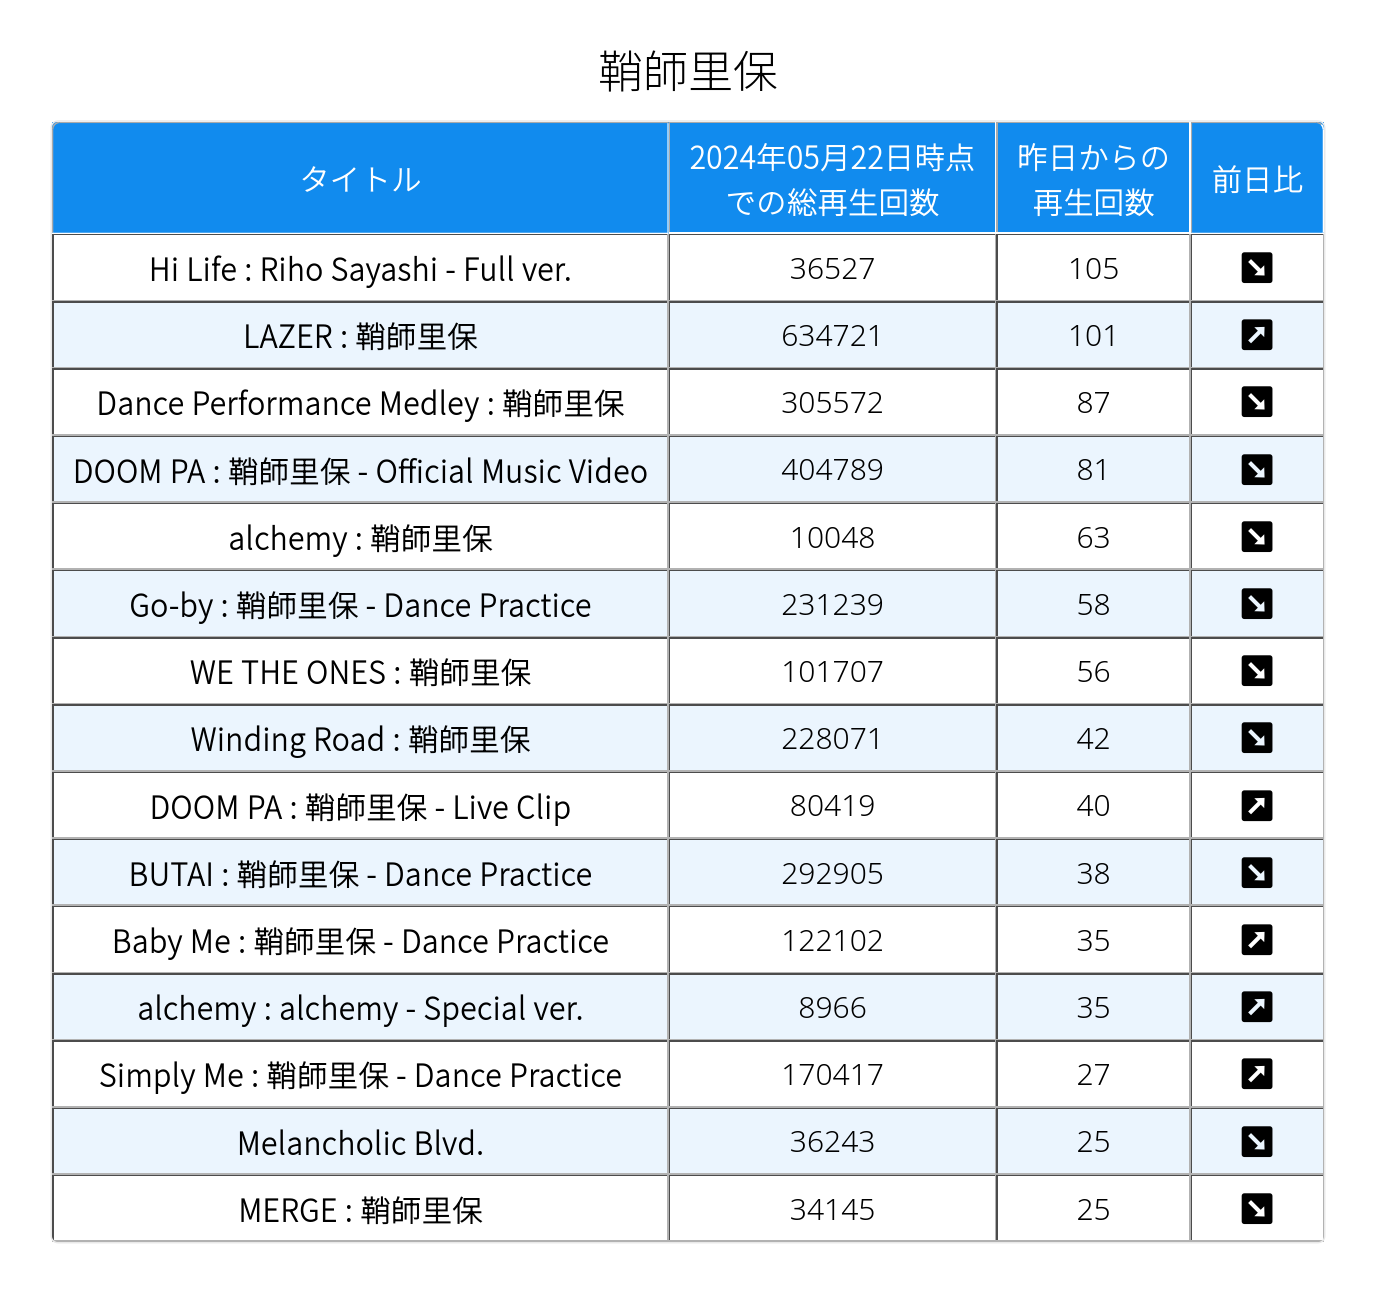 鞘師里保
タイトル 2024年05月22日時点での総再生回数 昨日からの再生回数 前日比
Hi Life : Riho Sayashi - Full ver. 36527 105 ↘
LAZER : 鞘師里保 634721 101 ↗
Dance Performance Medley : 鞘師里保 305572 87 ↘
DOOM PA : 鞘師里保 - Official Music Video 404789 81 ↘
alchemy : 鞘師里保 10048 63 ↘
Go-by : 鞘師里保 - Dance Practice 231239 58 ↘
WE THE ONES : 鞘師里保 101707 56 ↘
Winding Road : 鞘師里保 228071 42 ↘
DOOM PA : 鞘師里保 - Live Clip 80419 40 ↗
BUTAI : 鞘師里保 - Dance Practice 292905 38 ↘
Baby Me : 鞘師里保 - Dance Practice 122102 35 ↗
alchemy : alchemy - Special ver. 8966 35 ↗
Simply Me : 鞘師里保 - Dance Practice 170417 27 ↗
Melancholic Blvd. 36243 25 ↘
MERGE : 鞘師里保 34145 25 ↘